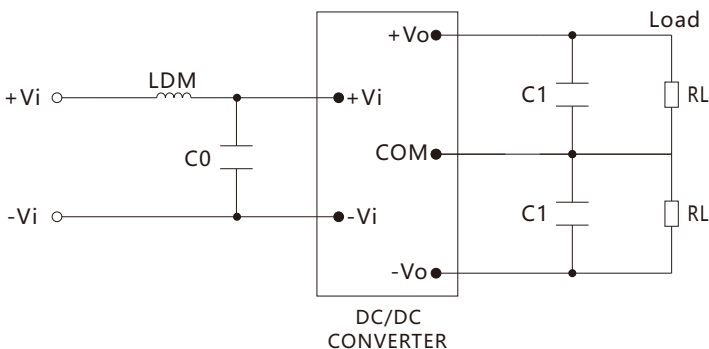 Load
+Vo
LDM
+Vi
+Vi
C1
RL
C0
COM
-Vi
-Vi
C1
RL
-Vo
DC/DC
CONVERTER